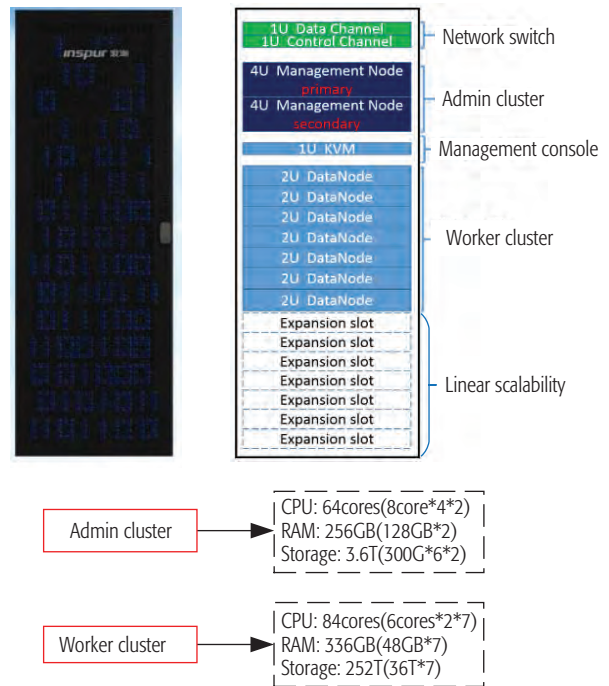 inspur 浪潮
1U Data Channel
1U Control Channel
Network switch
4U Management Node
primary
4U Management Node
secondary
Admin cluster
1U KVM
Management console
2U DataNode
2U DataNode
2U DataNode
2U DataNode
2U DataNode
2U DataNode
2U DataNode
Worker cluster
Expansion slot
Expansion slot
Expansion slot
Expansion slot
Expansion slot
Expansion slot
Expansion slot
Linear scalability
Admin cluster
CPU: 64cores(8core*4*2)
RAM: 256GB(128GB*2)
Storage: 3.6T(300G*6*2)
Worker cluster
CPU: 84cores(6cores*2*7)
RAM: 336GB(48GB*7)
Storage: 252T(36T*7)